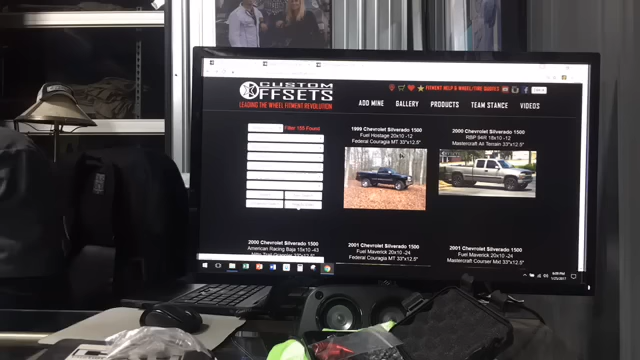 CUSTOM
OFFSETS
LEADING THE WHEEL FITMENT REVOLUTION
FITMENT HELP & WHEEL/TIRE GUIDES
ADD MINE GALLERY PRODUCTS TEAM STANCE VIDEOS
Filter 155 Found
1999 Chevrolet Silverado 1500
Fuel Hostage 20x10 -12
Federal Couragia MT 33"x12.5"
2000 Chevrolet Silverado 1500
RBP 94R 18x10 -12
Mastercraft All Terrain 33"x12.5"
2000 Chevrolet Silverado 1500
American Racing Baja 15x10 -43
2001 Chevrolet Silverado 1500
Fuel Maverick 20x10 -24
Federal Couragia MT 33"x12.5"
2001 Chevrolet Silverado 1500
Fuel Maverick 20x10 -24
Mastercraft Courser Mxt 33"x12.5"